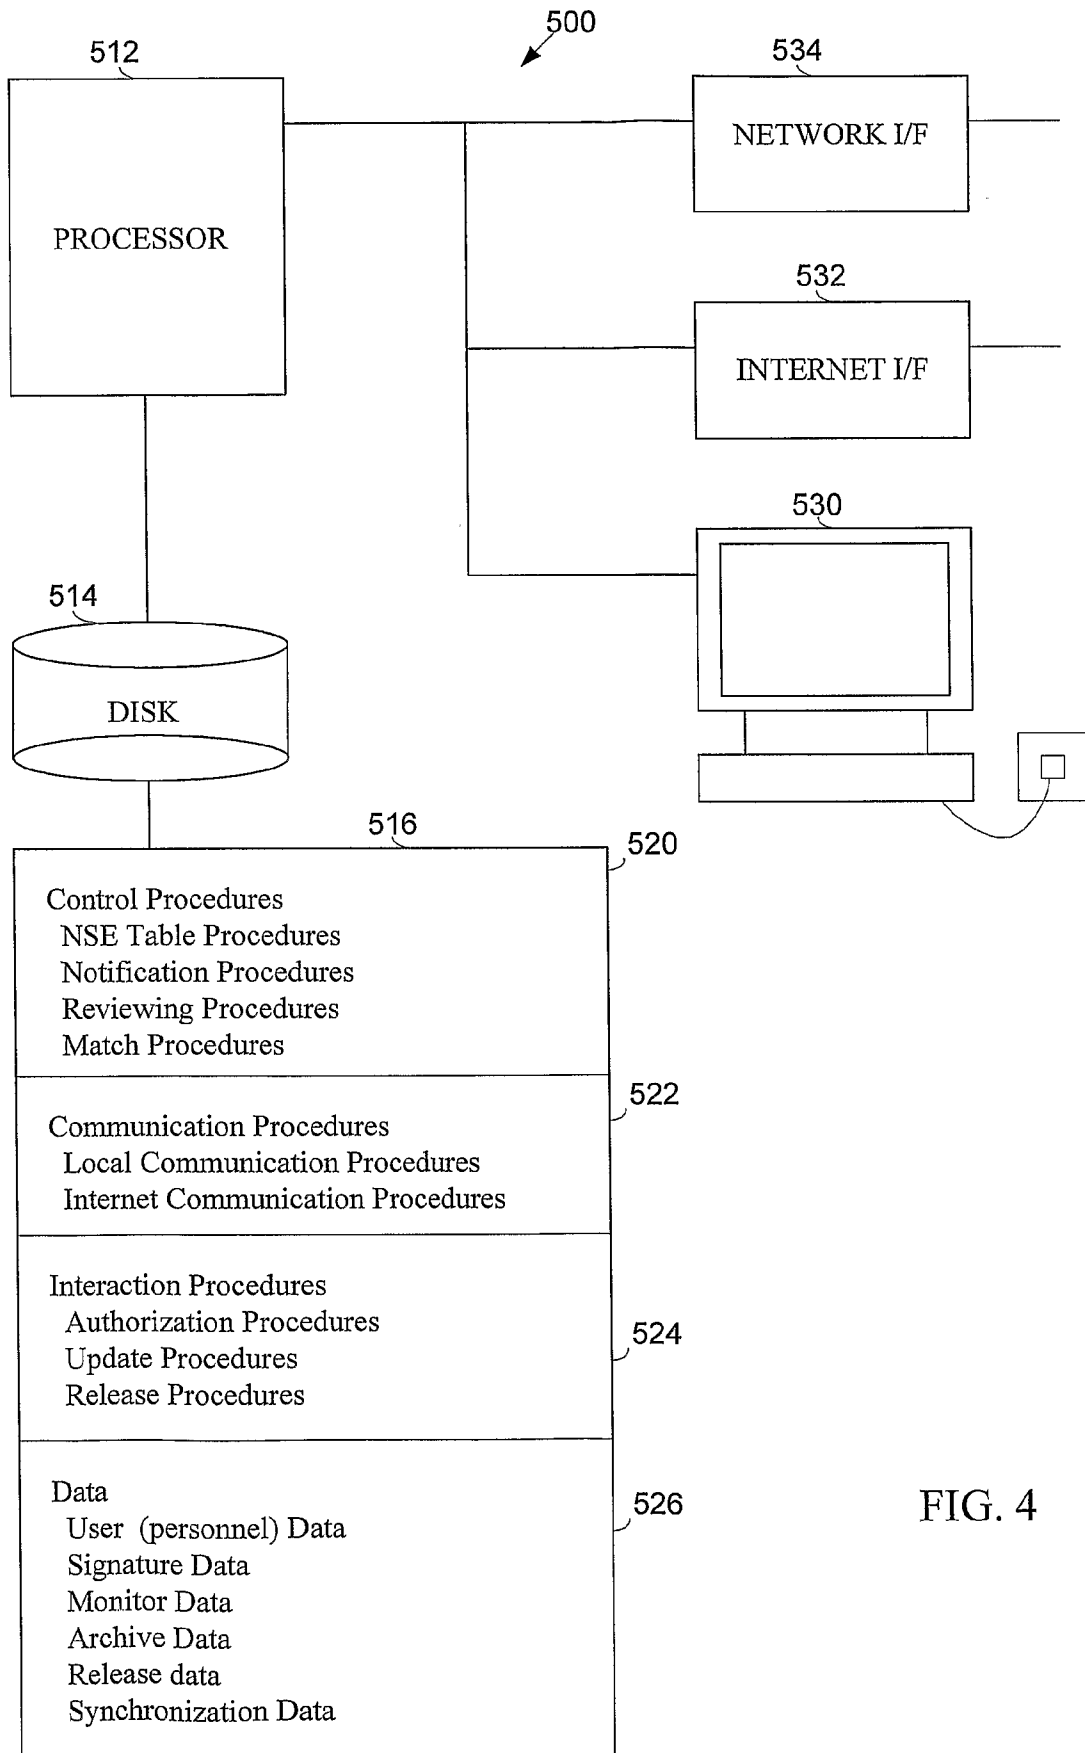 500
512
534
NETWORK I/F
PROCESSOR
532
INTERNET I/F
530
514
DISK
516
520
Control Procedures
NSE Table Procedures
Notification Procedures
Reviewing Procedures
Match Procedures
522
Communication Procedures
Local Communication Procedures
Internet Communication Procedures
Interaction Procedures
Authorization Procedures
524
Update Procedures
Release Procedures
Data
526
User (personnel) Data
Signature Data
Monitor Data
Archive Data
Release data
Synchronization Data
FIG. 4